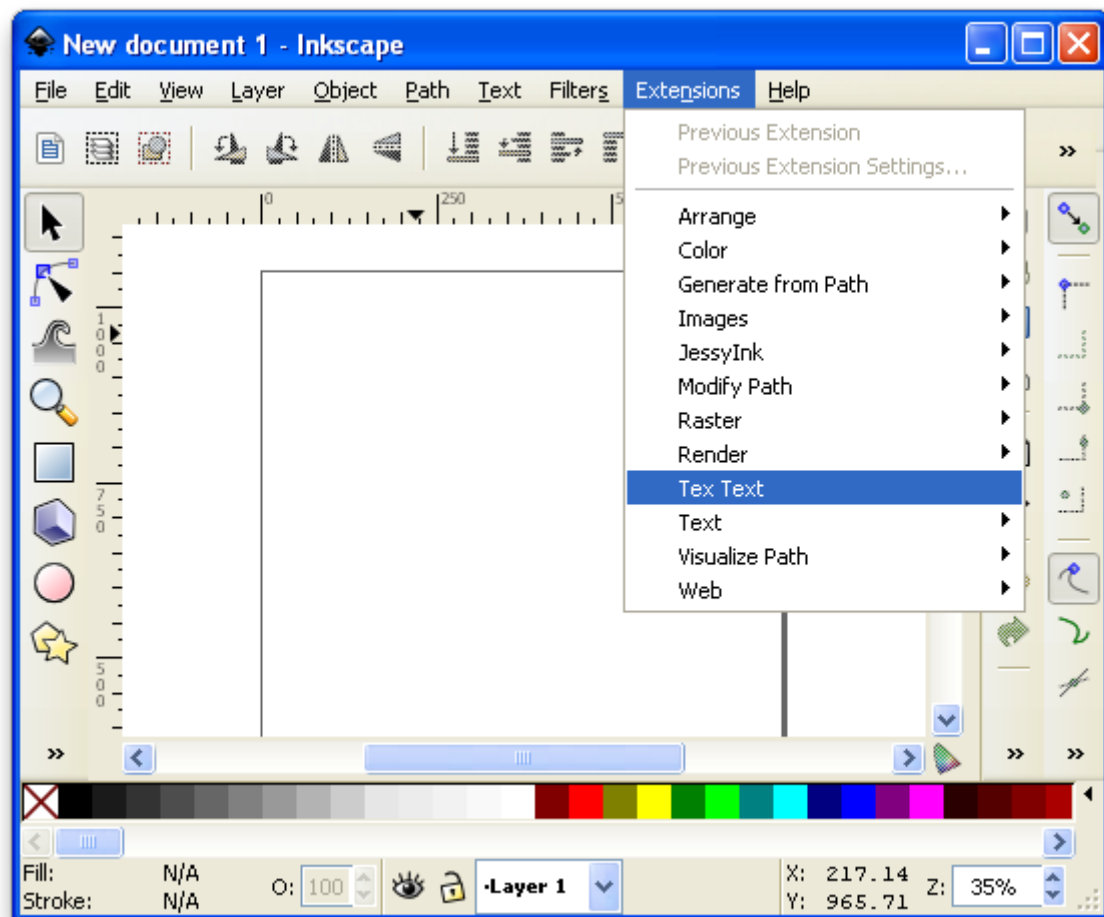 New document 1 - Inkscape
File Edit View Layer Object Path Text Filters Extensions Help
Previous Extension
Previous Extension Settings...
»
0 250 5
Arrange
Color
Generate from Path
Images
JessyInk
Modify Path
Raster
Render
Tex Text
Text
Visualize Path
Web
1000
750
500
» » »
Fill: N/A
Stroke: N/A
O: 100
·Layer 1
X: 217.14
Y: 965.71
Z: 35%